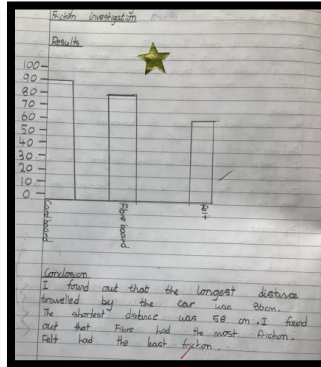 Friction investigation
Results
100
90
80
70
60
50
40
30
20
10
0
Cardboard
Fibre board
felt
Conclosion
I found out that the longest distance
travelled by the car was 86cm.
The shortest distance was 58 cm. I found
out that Fibre had the most friction.
Felt had the least friction.